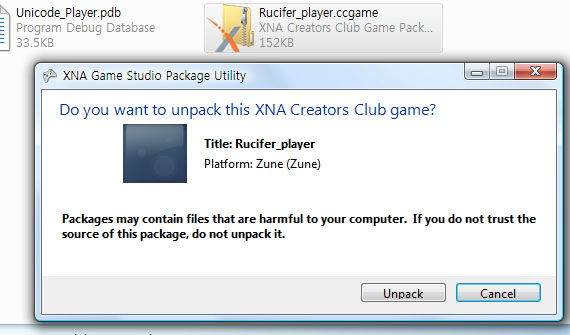 Unicode_Player.pdb
Program Debug Database
33.5KB
Rucifer_player.ccgame
XNA Creators Club Game Pack...
152KB
XNA Game Studio Package Utility
Do you want to unpack this XNA Creators Club game?
Title: Rucifer_player
Platform: Zune (Zune)
Packages may contain files that are harmful to your computer. If you do not trust the
source of this package, do not unpack it.
Unpack
Cancel